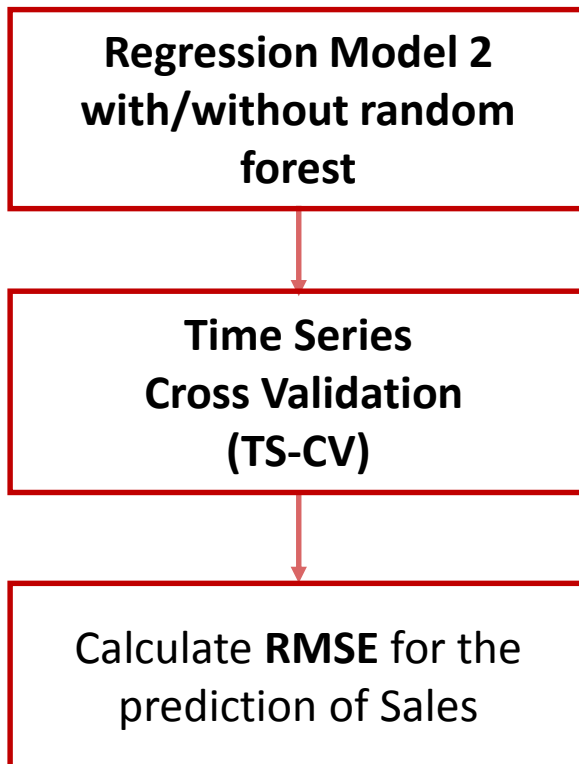 Regression Model 2
with/without random
forest
Time Series
Cross Validation
(TS-CV)
Calculate RMSE for the
prediction of Sales